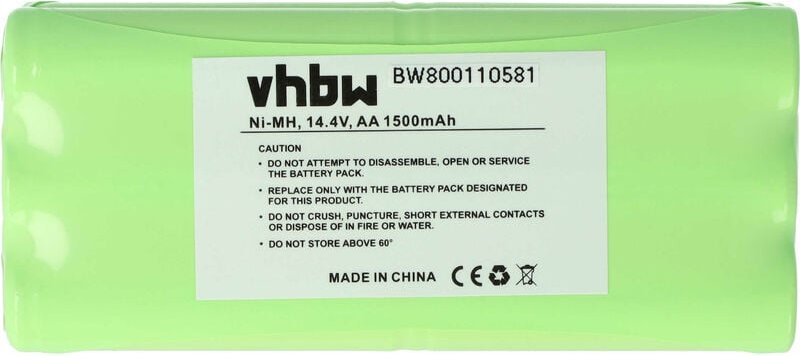 vhbw BW800110581
Ni-MH, 14.4V, AA 1500mAh
CAUTION:
• DO NOT ATTEMPT TO DISASSEMBLE, OPEN OR SERVICE
THE BATTERY PACK.
• REPLACE ONLY WITH THE BATTERY PACK DESIGNATED
FOR THIS PRODUCT.
• DO NOT CRUSH, PUNCTURE, SHORT EXTERNAL CONTACTS
OR DISPOSE OF IN FIRE OR WATER.
• DO NOT STORE ABOVE 60°
MADE IN CHINA CE